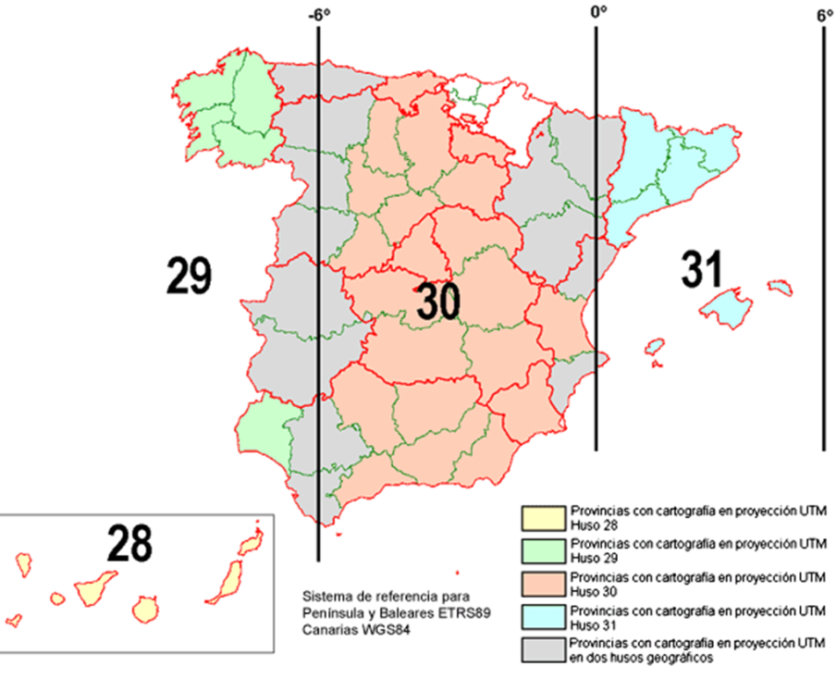 -6º
0º
6º
29
30
31
28
Sistema de referencia para
Península y Baleares ETRS89
Canarias WGS84
Provincias con cartografía en proyección UTM
Huso 28
Provincias con cartografía en proyección UTM
Huso 29
Provincias con cartografía en proyección UTM
Huso 30
Provincias con cartografía en proyección UTM
Huso 31
Provincias con cartografía en proyección UTM
en dos husos geográficos